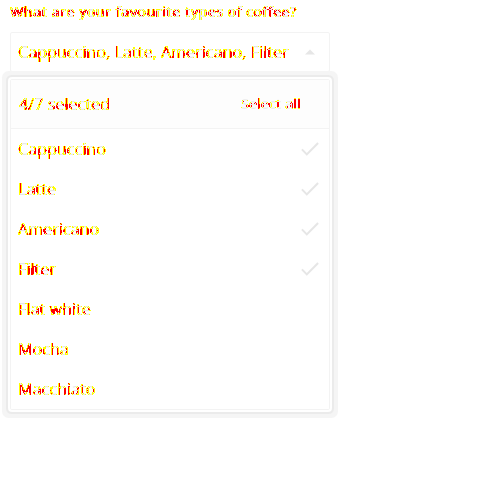 What are your favourite types of coffee?
Cappuccino, Latte, Americano, Filter
4/7 selected Select all
Cappuccino
Latte
Americano
Filter
Flat white
Mocha
Macchiato